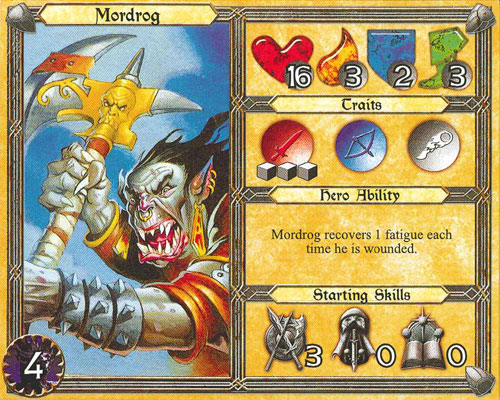 Mordrog
16 3 2 3
Traits
Hero Ability
Mordrog recovers 1 fatigue each
time he is wounded.
Starting Skills
3 0 0
4